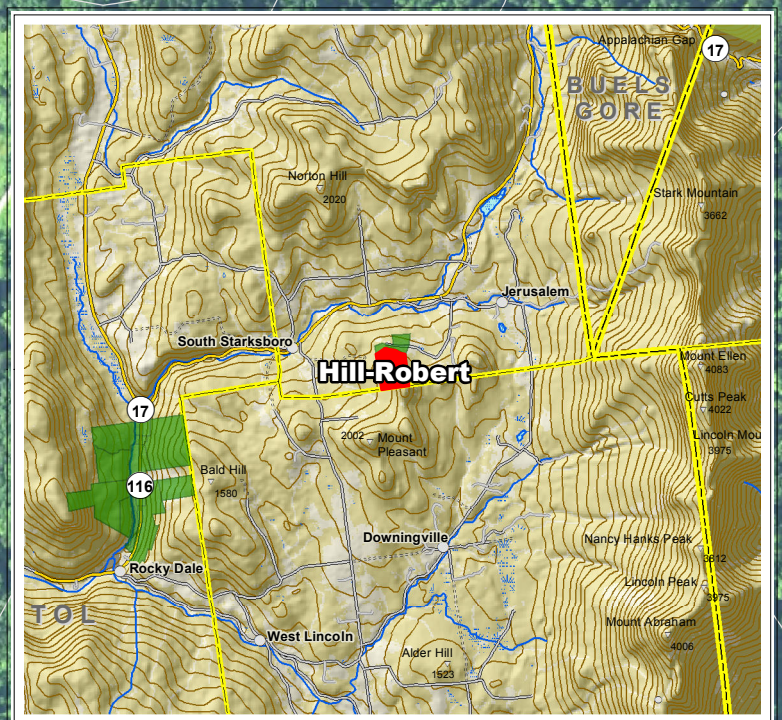 Appalachian Gap
17
BUELS
GORE
Norton Hill
2020
Stark Mountain
3662
Jerusalem
South Starksboro
Hill-Robert
Mount Ellen
4083
Cutts Peak
4022
17
2002
Mount
Pleasant
Lincoln Mou
3975
Bald Hill
1580
116
Downingville
Nancy Hanks Peak
3812
Rocky Dale
Lincoln Peak
3975
TOL
West Lincoln
Mount Abraham
4006
Alder Hill
1523